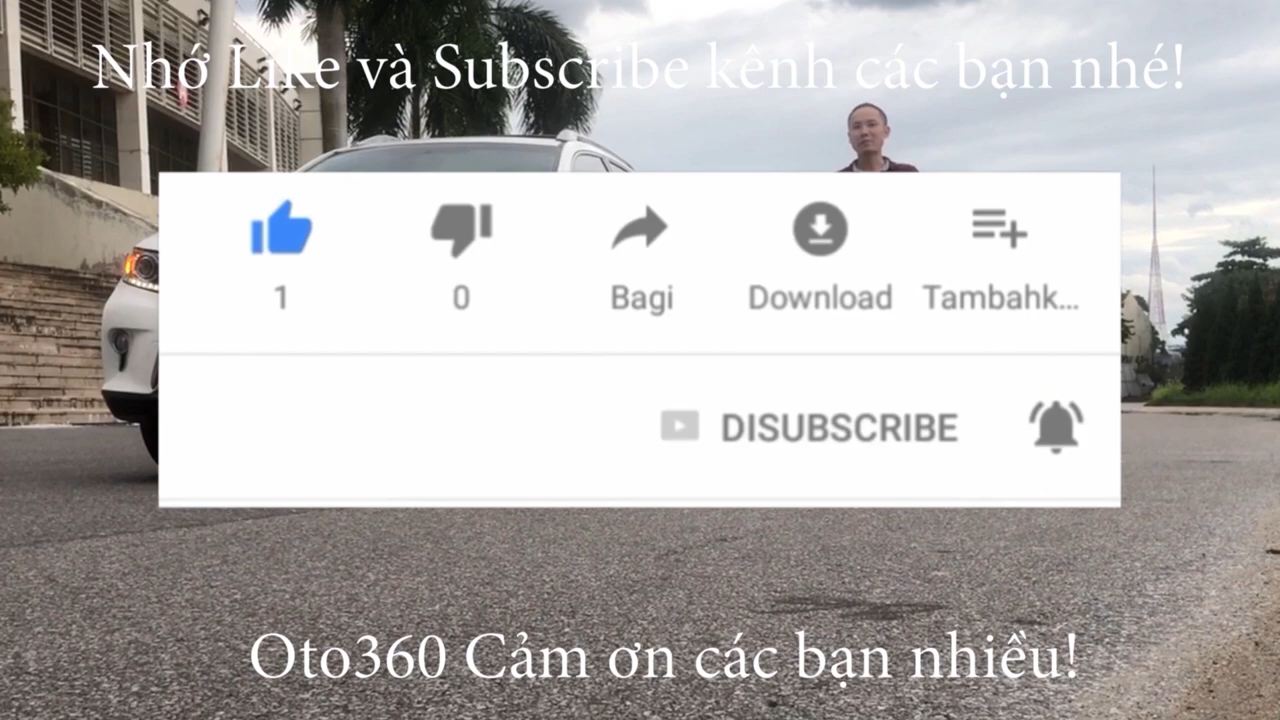 Nhớ Like và Subscribe kênh các bạn nhé!
1 0 Bagi Download Tambahk...
DISUBSCRIBE
Oto360 Cảm ơn các bạn nhiều!